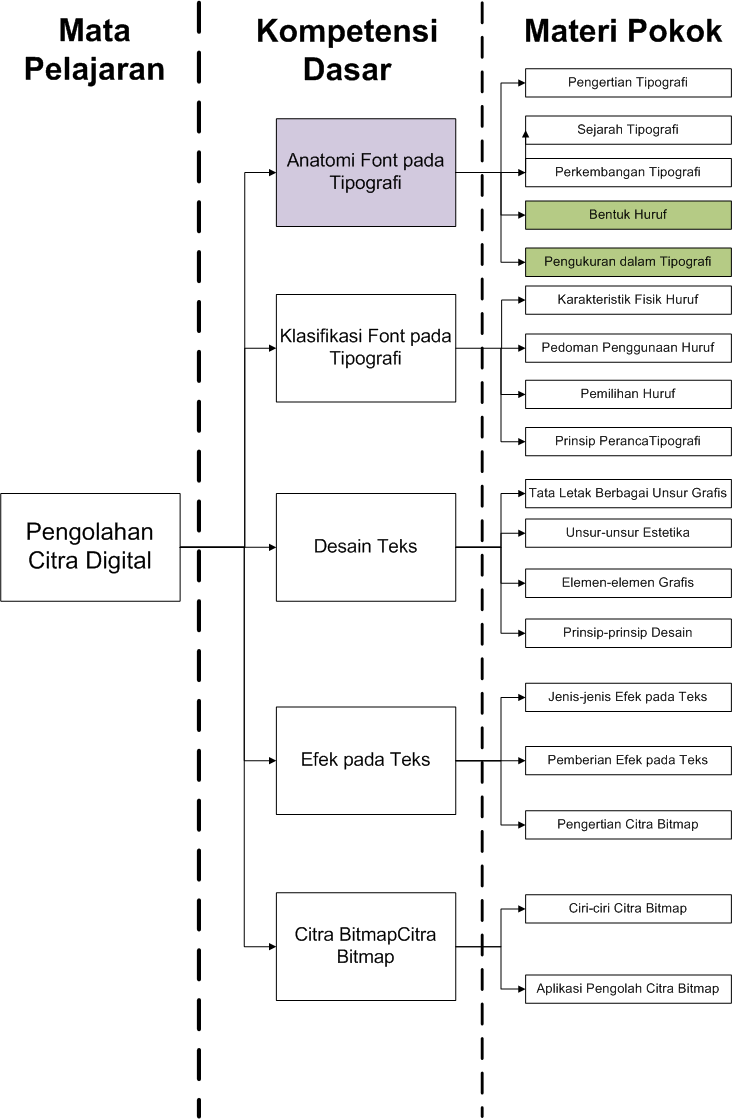 Mata
Pelajaran
Kompetensi
Dasar
Materi Pokok
Pengolahan
Citra Digital
Anatomi Font pada
Tipografi
Pengertian Tipografi
Sejarah Tipografi
Perkembangan Tipografi
Bentuk Huruf
Pengukuran dalam Tipografi
Klasifikasi Font pada
Tipografi
Karakteristik Fisik Huruf
Pedoman Penggunaan Huruf
Pemilihan Huruf
Prinsip PerancaTipografi
Desain Teks
Tata Letak Berbagai Unsur Grafis
Unsur-unsur Estetika
Elemen-elemen Grafis
Prinsip-prinsip Desain
Efek pada Teks
Jenis-jenis Efek pada Teks
Pemberian Efek pada Teks
Pengertian Citra Bitmap
Citra BitmapCitra
Bitmap
Ciri-ciri Citra Bitmap
Aplikasi Pengolah Citra Bitmap